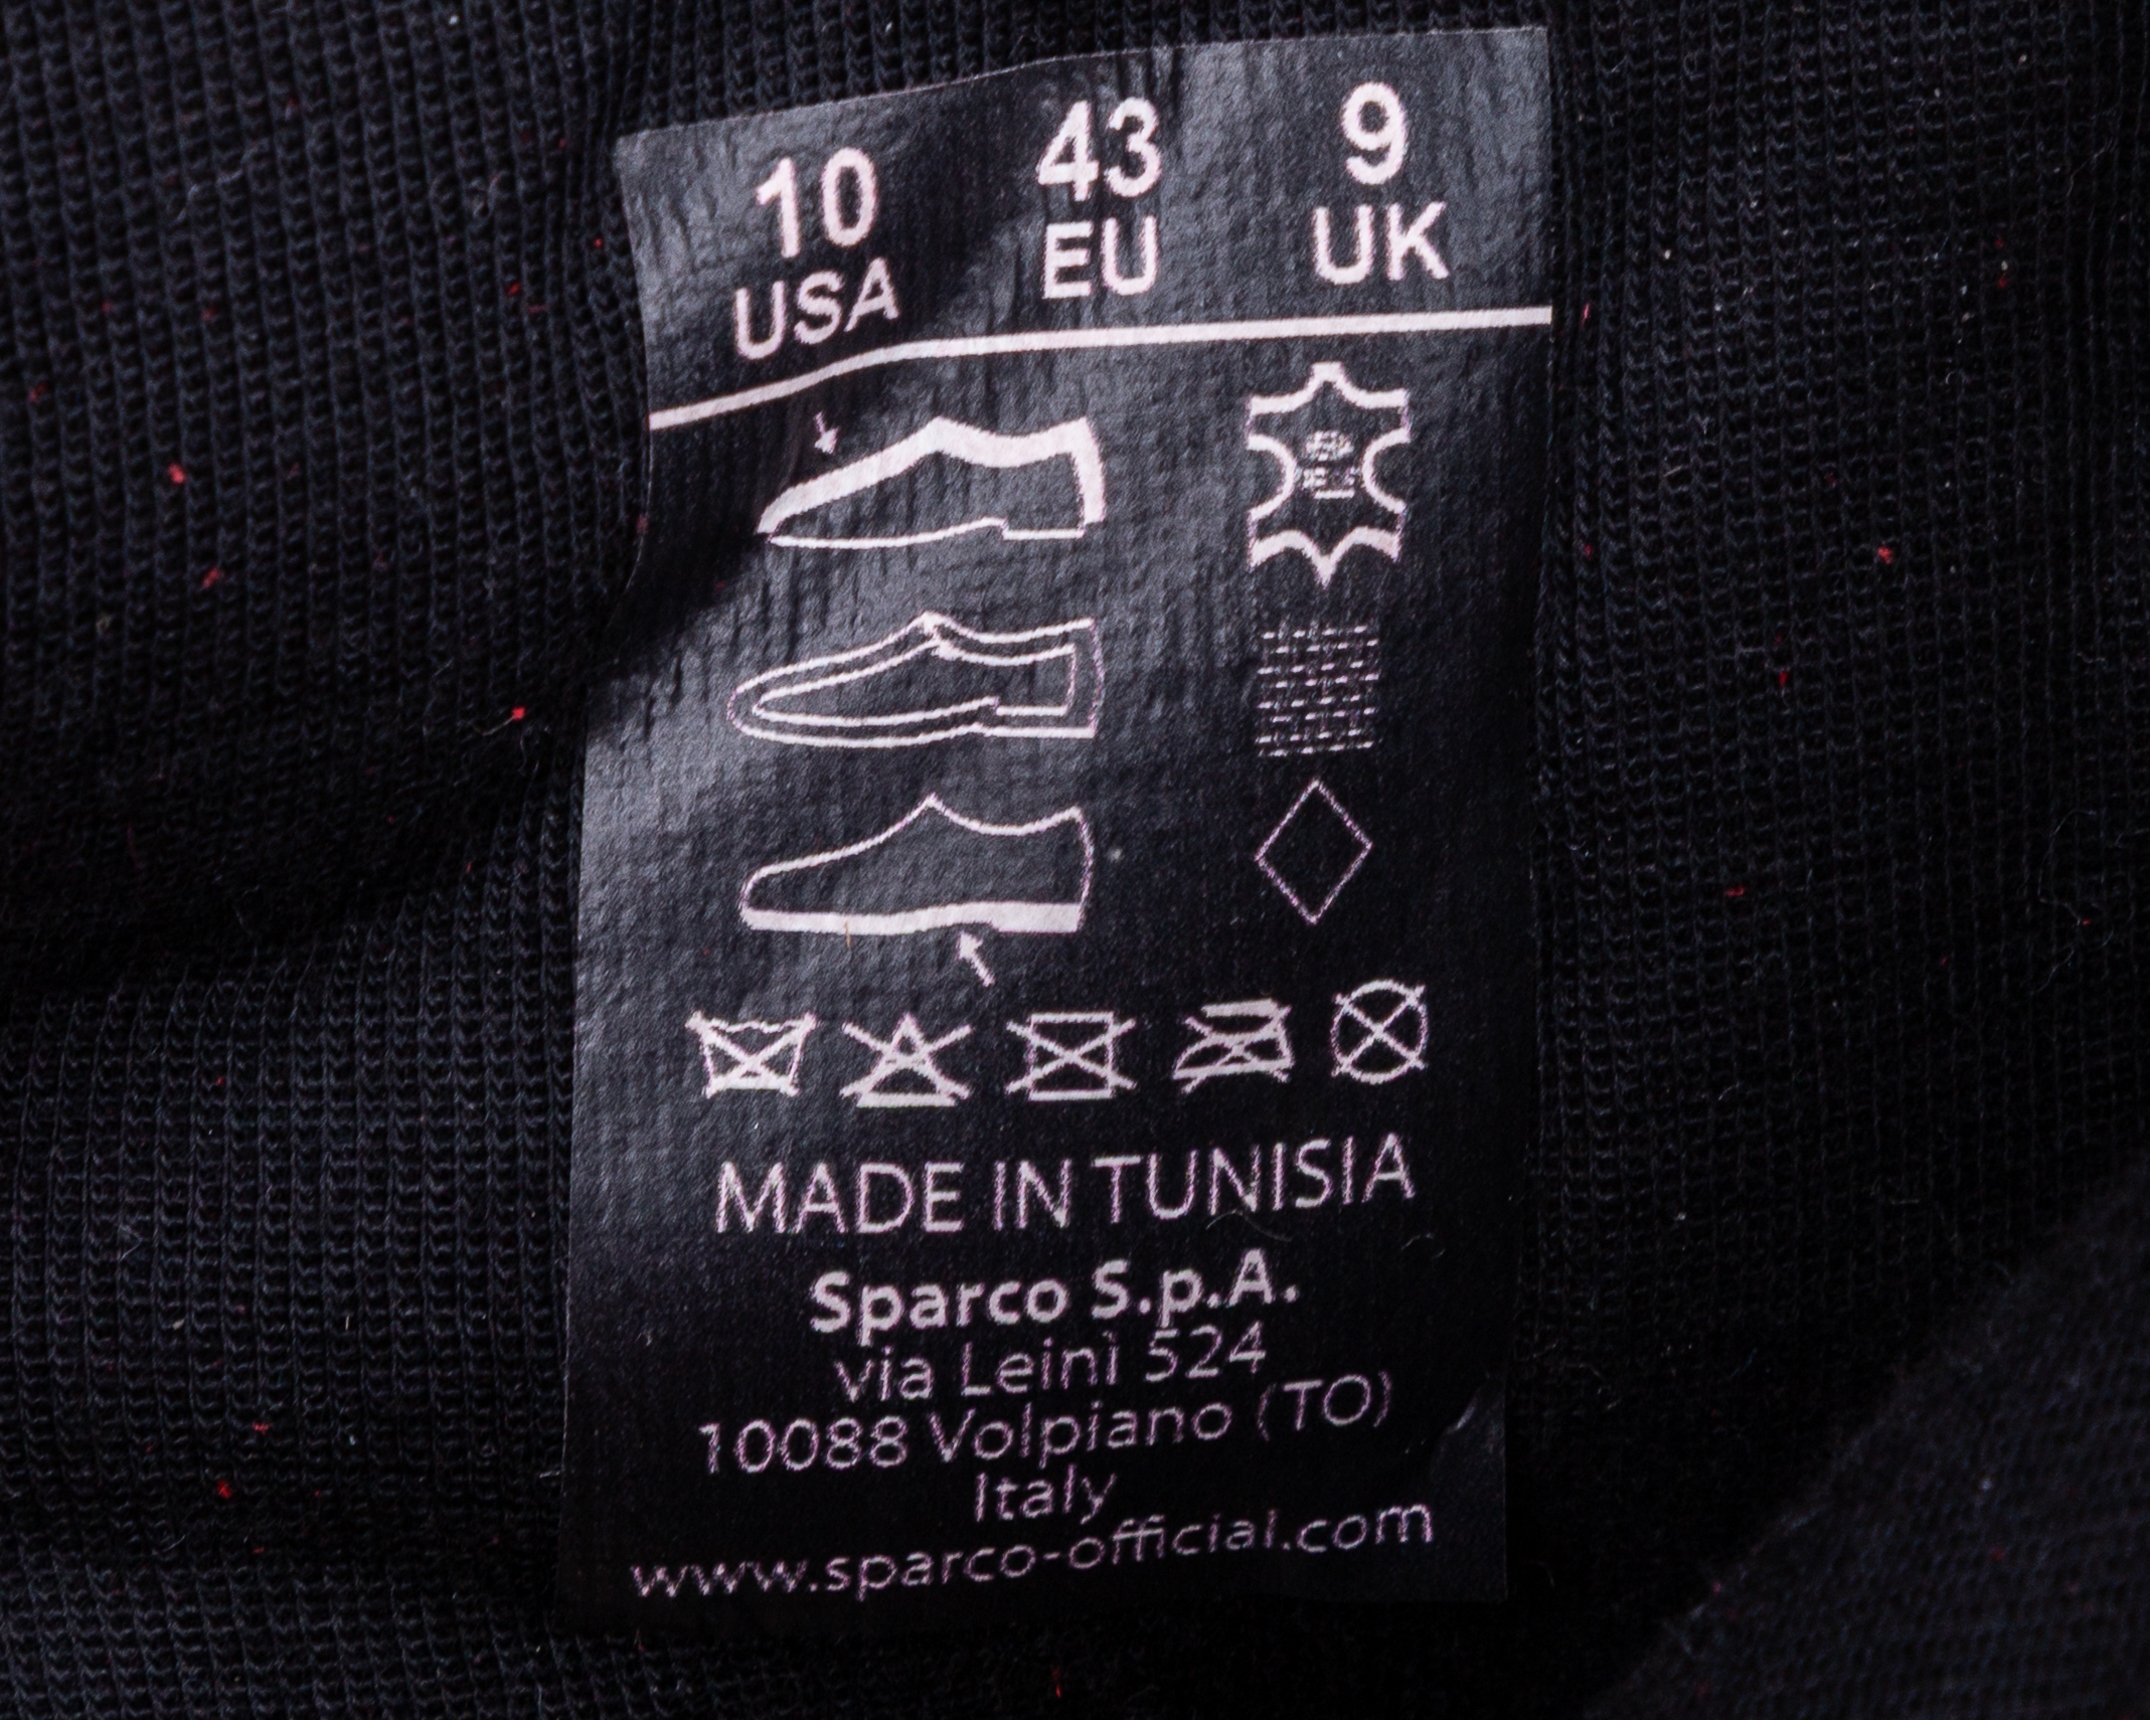 10 43 9
USA EU UK
MADE IN TUNISIA
Sparco S.p.A.
via Leinì 524
10088 Volpiano (TO)
Italy
www.sparco-official.com